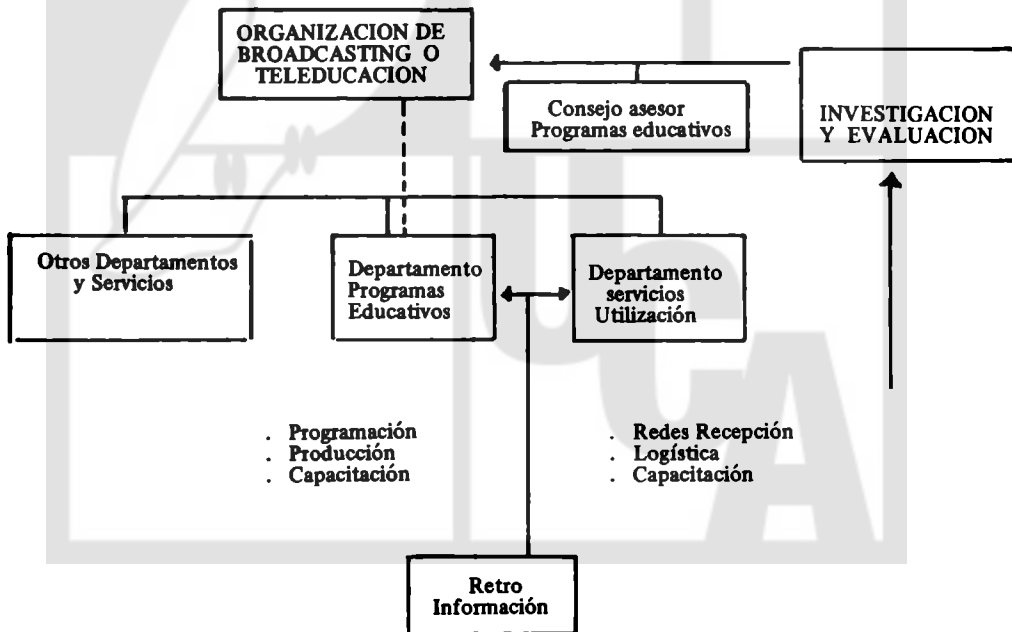 ORGANIZACION DE
BROADCASTING O
TELEDUCACION
Consejo asesor
Programas educativos
INVESTIGACION
Y EVALUACION
Otros Departamentos
y Servicios
Departamento
Programas
Educativos
Departamento
servicios
Utilización
. Programación
. Producción
. Capacitación
. Redes Recepción
. Logística
. Capacitación
Retro
Información
UCA